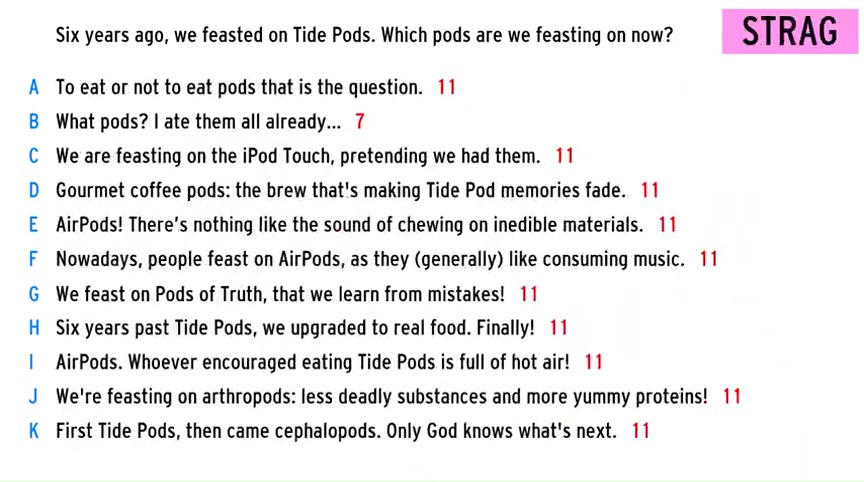 Six years ago, we feasted on Tide Pods. Which pods are we feasting on now?
STRAG
A To eat or not to eat pods that is the question. 11
B What pods? I ate them all already... 7
C We are feasting on the iPod Touch, pretending we had them. 11
D Gourmet coffee pods: the brew that's making Tide Pod memories fade. 11
E AirPods! There's nothing like the sound of chewing on inedible materials. 11
F Nowadays, people feast on AirPods, as they (generally) like consuming music. 11
G We feast on Pods of Truth, that we learn from mistakes! 11
H Six years past Tide Pods, we upgraded to real food. Finally! 11
I AirPods. Whoever encouraged eating Tide Pods is full of hot air! 11
J We're feasting on arthropods: less deadly substances and more yummy proteins! 11
K First Tide Pods, then came cephalopods. Only God knows what's next. 11